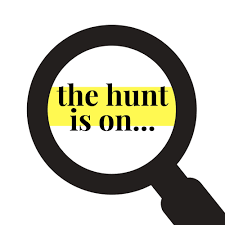 the hunt
is on...